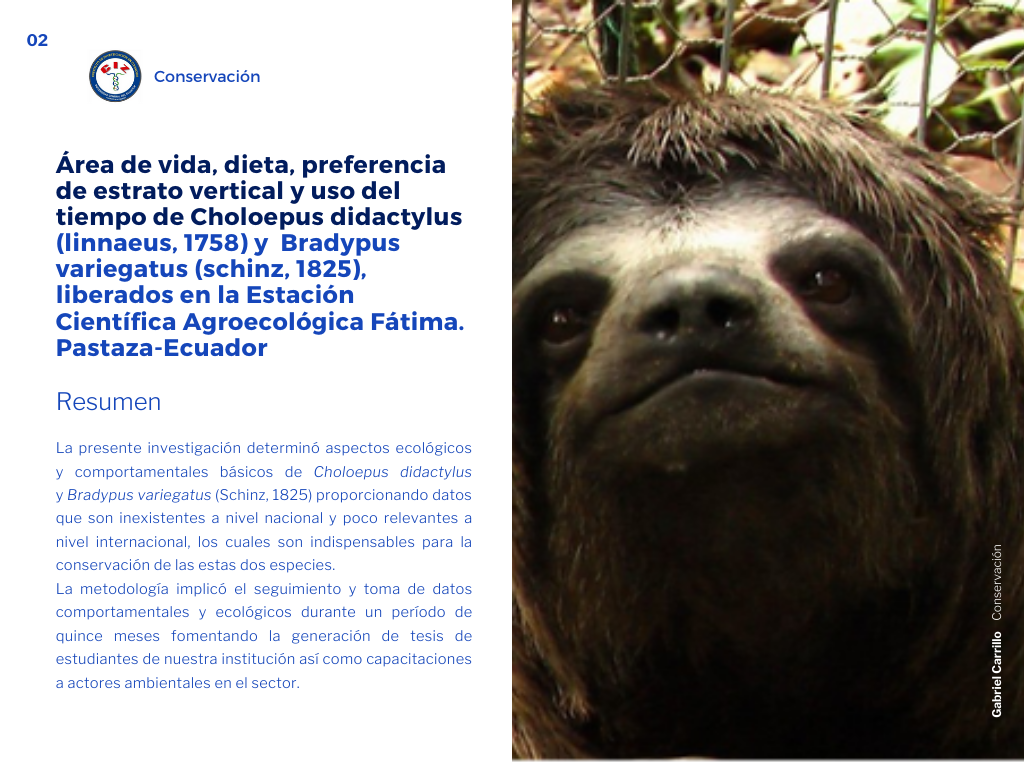 02
GIZ
Conservación
Área de vida, dieta, preferencia
de estrato vertical y uso del
tiempo de Choloepus didactylus
(linnaeus, 1758) y Bradypus
variegatus (schinz, 1825),
liberados en la Estación
Científica Agroecológica Fátima.
Pastaza-Ecuador
Resumen
La presente investigación determinó aspectos ecológicos
y comportamentales básicos de Choloepus didactylus
y Bradypus variegatus (Schinz, 1825) proporcionando datos
que son inexistentes a nivel nacional y poco relevantes a
nivel internacional, los cuales son indispensables para la
conservación de las estas dos especies.
La metodología implicó el seguimiento y toma de datos
comportamentales y ecológicos durante un período de
quince meses fomentando la generación de tesis de
estudiantes de nuestra institución así como capacitaciones
a actores ambientales en el sector.
Gabriel Carrillo Conservación